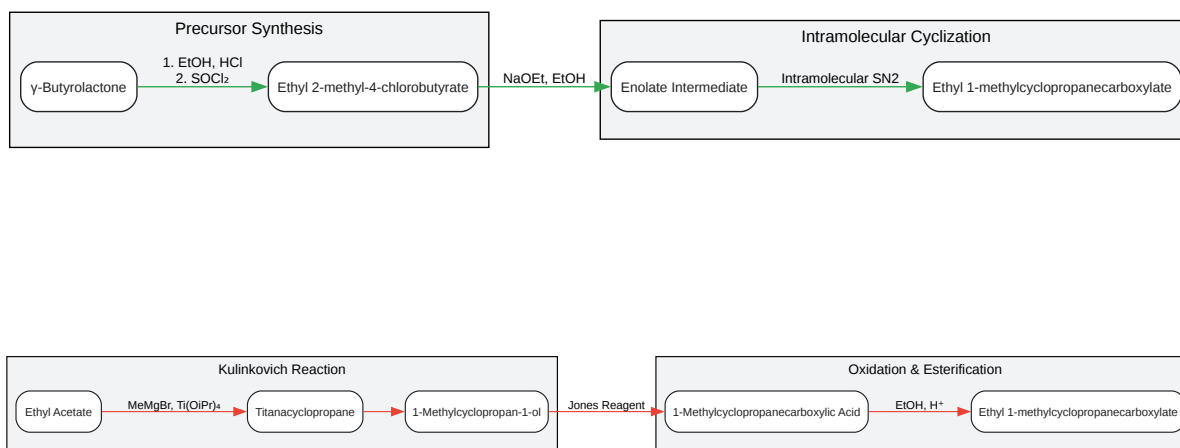 Precursor Synthesis
γ-Butyrolactone
1. EtOH, HCl
2. SOCl₂
Ethyl 2-methyl-4-chlorobutyrate
NaOEt, EtOH
Intramolecular Cyclization
Enolate Intermediate
Intramolecular SN2
Ethyl 1-methylcyclopropanecarboxylate
Kulinkovich Reaction
Ethyl Acetate
MeMgBr, Ti(OiPr)₄
Titanacyclopropane
1-Methylcyclopropan-1-ol
Jones Reagent
Oxidation & Esterification
1-Methylcyclopropanecarboxylic Acid
EtOH, H⁺
Ethyl 1-methylcyclopropanecarboxylate